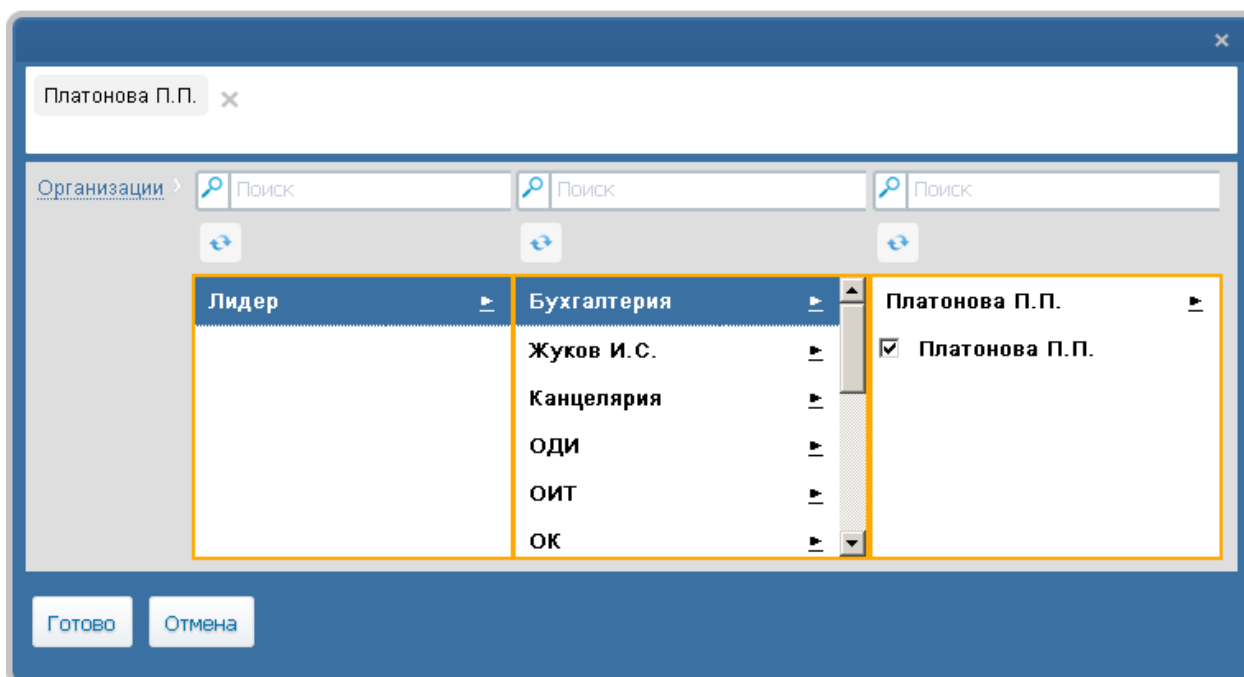 Платонова П.П.
Организации
Поиск
Поиск
Поиск
Лидер
Бухгалтерия
Жуков И.С.
Канцелярия
ОДИ
ОИТ
ОК
Платонова П.П.
Платонова П.П.
Готово
Отмена